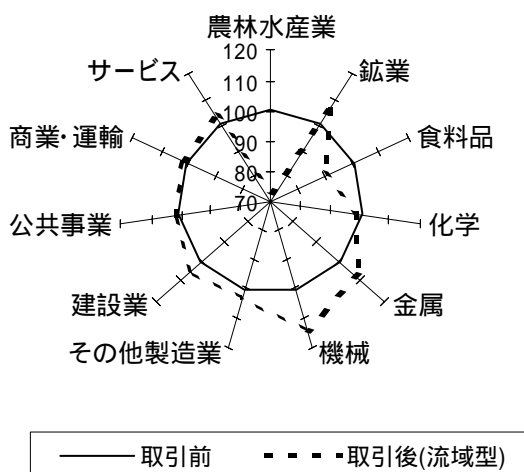 農林水産業
120
110
100
90
80
70
鉱業
食料品
化学
金属
機械
その他製造業
建設業
公共事業
商業・運輸
サービス
取引前 取引後(流域型)